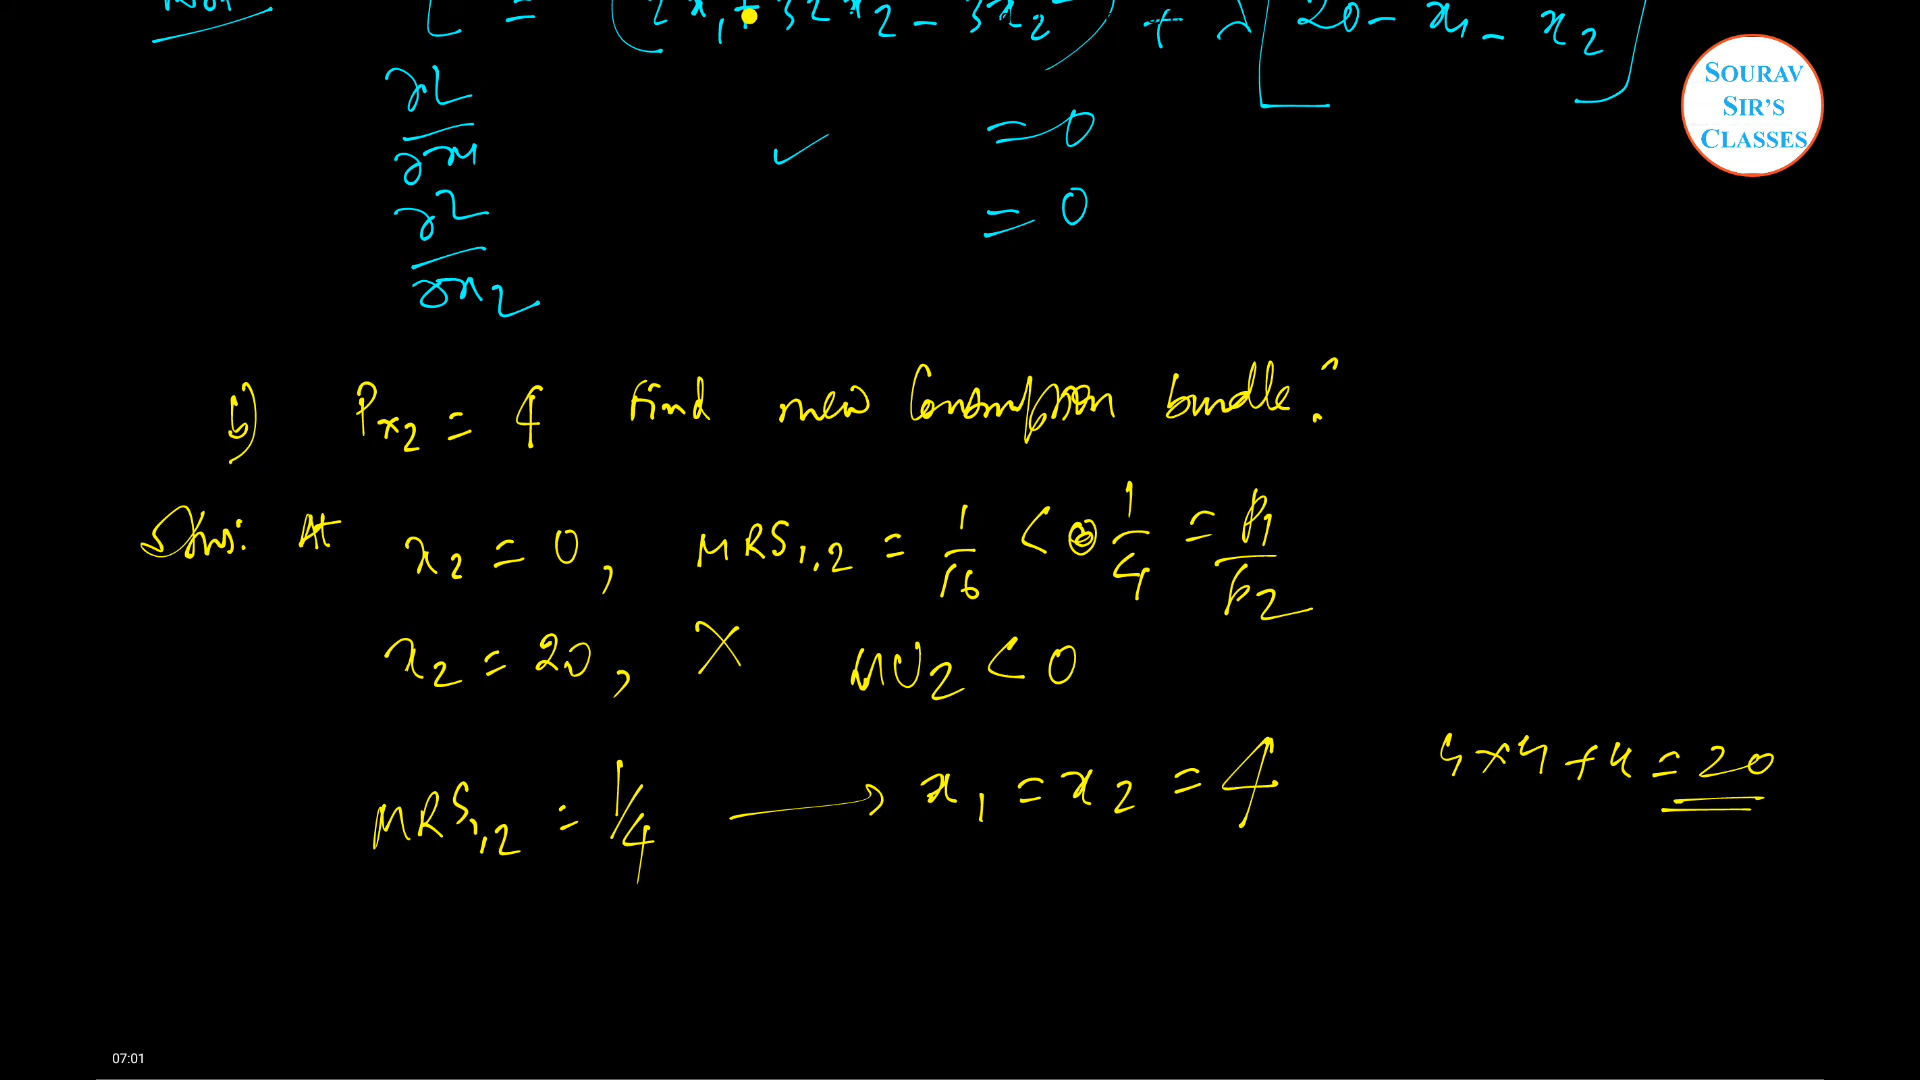 L = (2x₁ + 32x₂ - 3x₂²) + λ[20 - x₁ - x₂]
∂L/∂x₁ ✓ = 0
∂L/∂x₂ = 0
SOURAV
SIR'S
CLASSES
b) Px₂ = 4 Find new Consumption bundle?
Ans: At x₂ = 0, MRS₁,₂ = 1/16 < 1/4 = P₁/P₂
x₂ = 20, X MU₂ < 0
MRS₁,₂ = 1/4 → x₁ = x₂ = 4
4×4+4 = 20
07:01